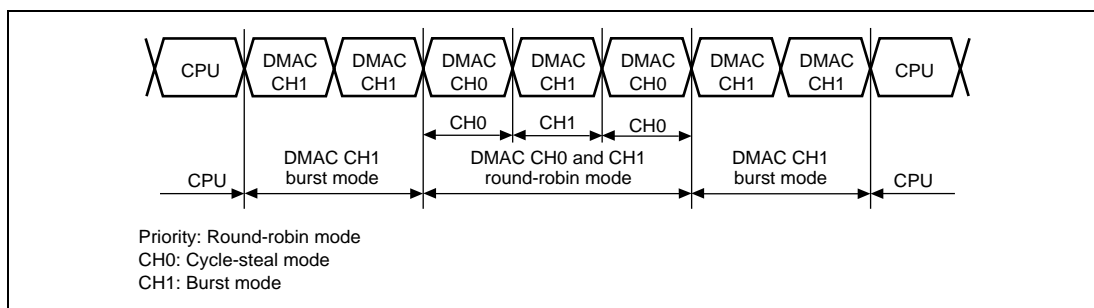 CPU DMAC CH1 DMAC CH1 DMAC CH0 DMAC CH1 DMAC CH0 DMAC CH1 DMAC CH1 CPU
CH0 CH1 CH0
CPU
DMAC CH1
burst mode
DMAC CH0 and CH1
round-robin mode
DMAC CH1
burst mode
CPU
Priority: Round-robin mode
CH0: Cycle-steal mode
CH1: Burst mode